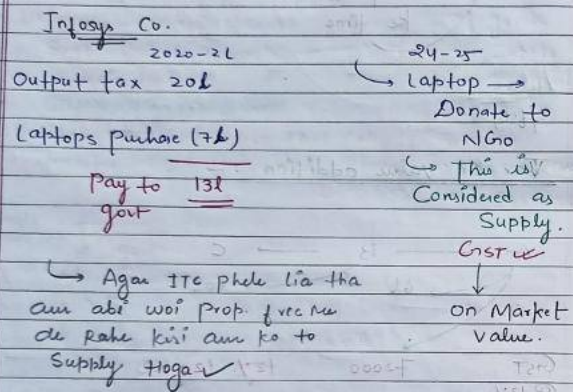 Infosys Co.
2020-21
Output tax 20l
Laptops purchase (7l)
Pay to 13l
govt
24-25
↳ Laptop →
Donate to
NGO
↳ This is
Considered as
Supply.
GST ✓
↓
on Market
Value.
↳ Agar ITC phele lia tha
aur abi woi prop. free me
de rahe kisi aur ko to
Supply Hoga ✓